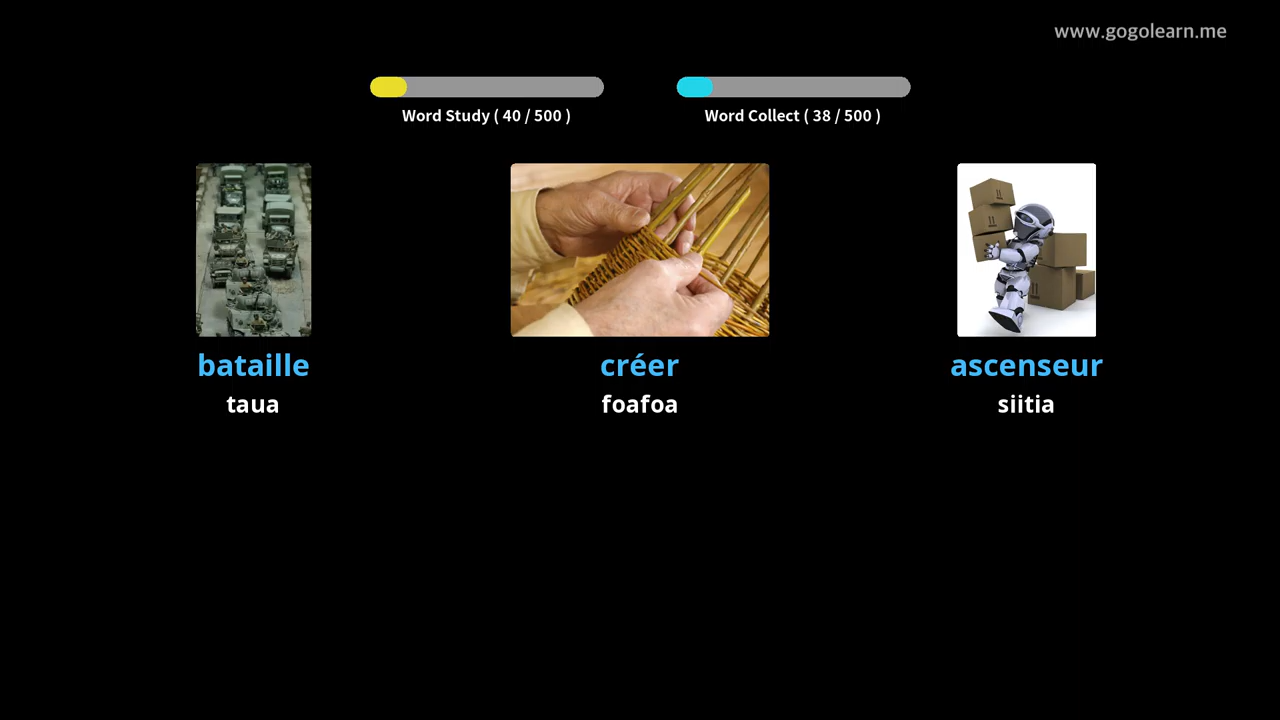 www.gogolearn.me
Word Study ( 40 / 500 )
Word Collect ( 38 / 500 )
bataille
créer
ascenseur
taua
foafoa
siitia